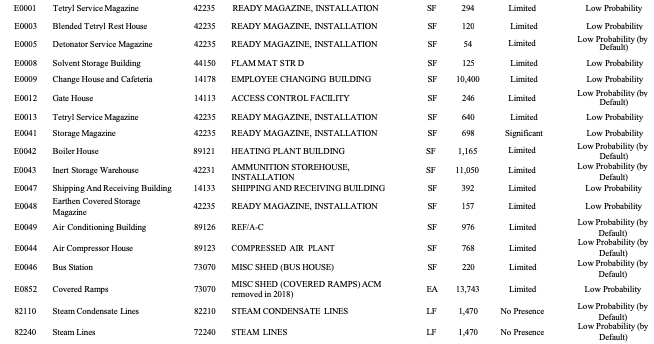 E0001 Tetryl Service Magazine 42235 READY MAGAZINE, INSTALLATION SF 294 Limited Low Probability
E0003 Blended Tetryl Rest House 42235 READY MAGAZINE, INSTALLATION SF 120 Limited Low Probability
E0005 Detonator Service Magazine 42235 READY MAGAZINE, INSTALLATION SF 54 Limited Low Probability (by
Default)
E0008 Solvent Storage Building 44150 FLAM MAT STR D SF 125 Limited Low Probability
E0009 Change House and Cafeteria 14178 EMPLOYEE CHANGING BUILDING SF 10,400 Limited Low Probability
E0012 Gate House 14113 ACCESS CONTROL FACILITY SF 246 Limited Low Probability (by
Default)
E0013 Tetryl Service Magazine 42235 READY MAGAZINE, INSTALLATION SF 640 Limited Low Probability
E0041 Storage Magazine 42235 READY MAGAZINE, INSTALLATION SF 698 Significant Low Probability
E0042 Boiler House 89121 HEATING PLANT BUILDING SF 1,165 Limited Low Probability (by
Default)
E0043 Inert Storage Warehouse 42231 AMMUNITION STOREHOUSE,
INSTALLATION SF 11,050 Limited Low Probability (by
Default)
E0047 Shipping And Receiving Building 14133 SHIPPING AND RECEIVING BUILDING SF 392 Limited Low Probability
E0048 Earthen Covered Storage
Magazine 42235 READY MAGAZINE, INSTALLATION SF 157 Limited Low Probability
E0049 Air Conditioning Building 89126 REF/A-C SF 976 Limited Low Probability (by
Default)
E0044 Air Compressor House 89123 COMPRESSED AIR PLANT SF 768 Limited Low Probability (by
Default)
E0046 Bus Station 73070 MISC SHED (BUS HOUSE) SF 220 Limited Low Probability (by
Default)
E0852 Covered Ramps 73070 MISC SHED (COVERED RAMPS) ACM
removed in 2018) EA 13,743 Limited Low Probability
82110 Steam Condensate Lines 82210 STEAM CONDENSATE LINES LF 1,470 No Presence Low Probability (by
Default)
82240 Steam Lines 72240 STEAM LINES LF 1,470 No Presence Low Probability (by
Default)